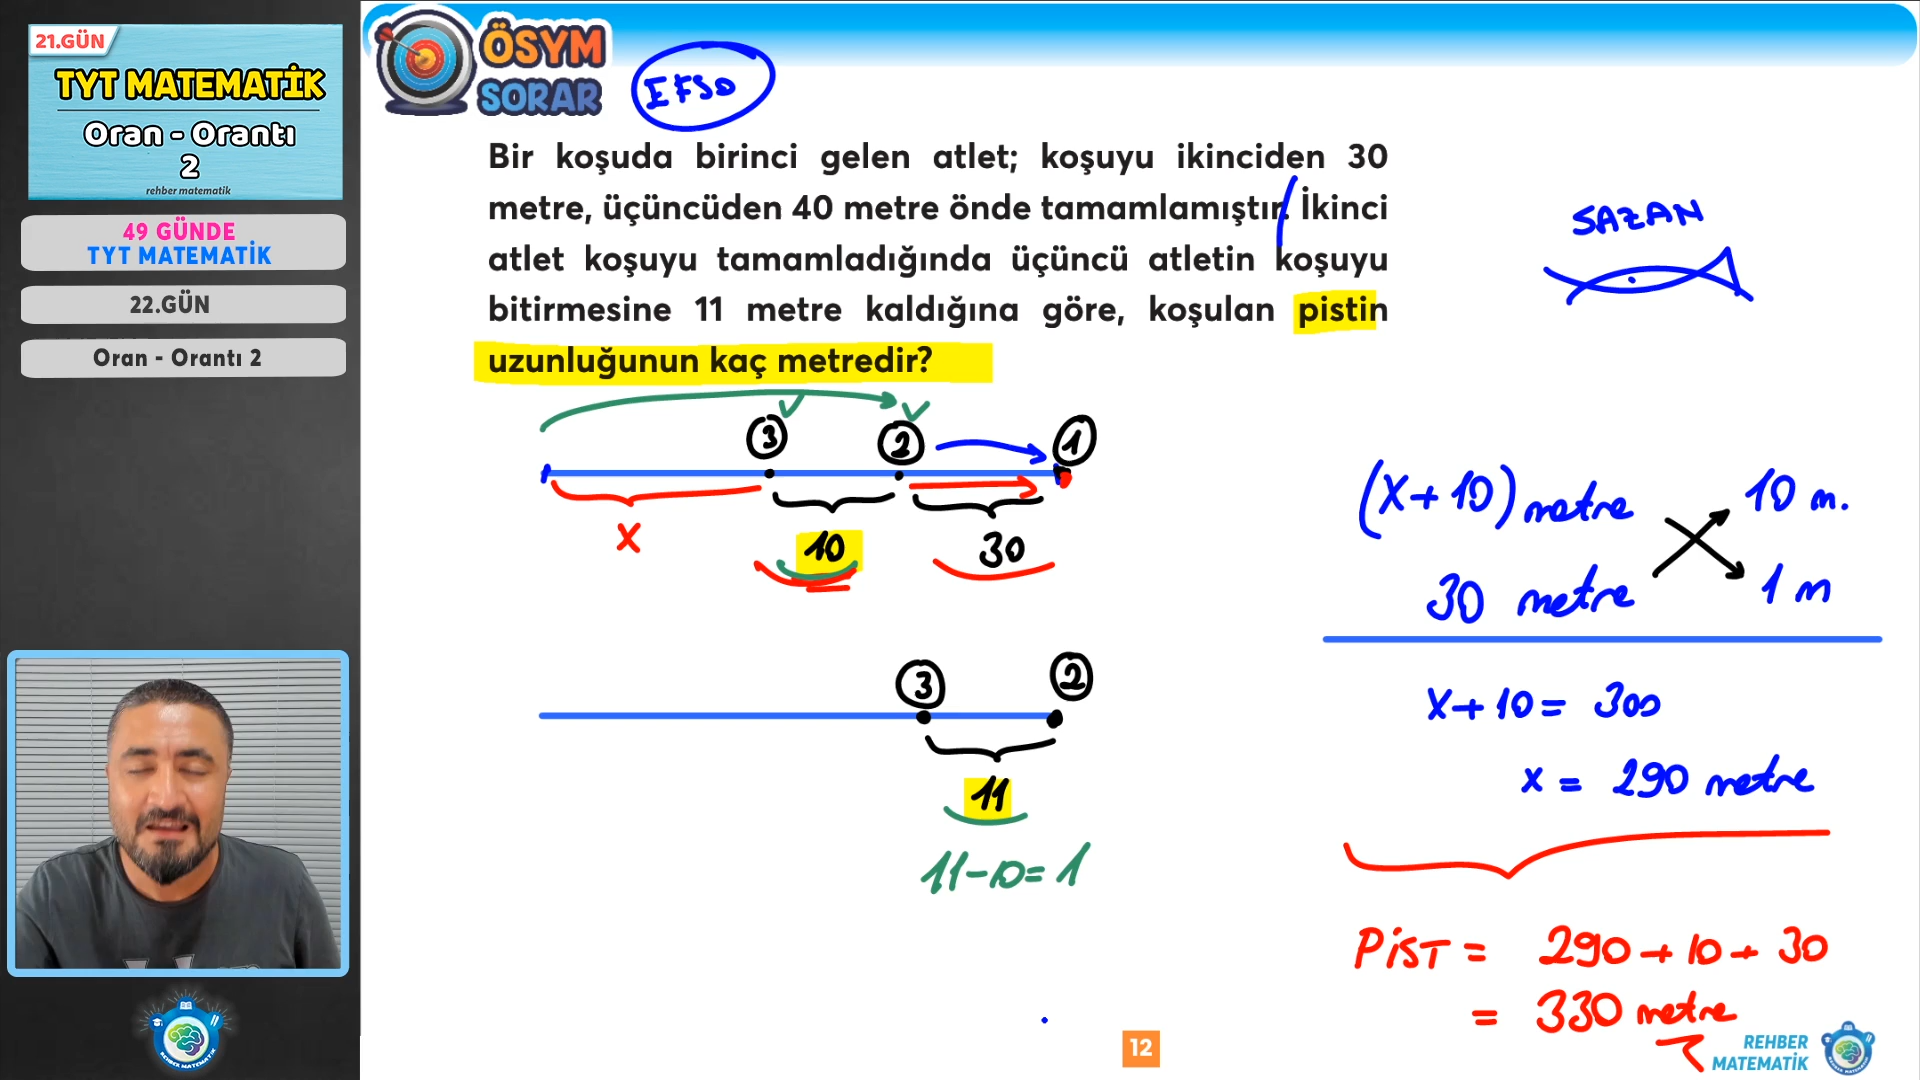 21.GÜN
TYT MATEMATİK
Oran - Orantı
2
rehber matematik
49 GÜNDE
TYT MATEMATİK
22.GÜN
Oran - Orantı 2
REHBER MATEMATİK
ÖSYM
SORAR
Bir koşuda birinci gelen atlet; koşuyu ikinciden 30
metre, üçüncüden 40 metre önde tamamlamıştır. İkinci
atlet koşuyu tamamladığında üçüncü atletin koşuyu
bitirmesine 11 metre kaldığına göre, koşulan pistin
uzunluğunun kaç metredir?
3 2 1
x 10 30
3 2
11
11-10=1
SAZAN
(x+10) metre 10 m.
30 metre 1 m
x+10= 300
x = 290 metre
PİST = 290+10+30
= 330 metre
12
REHBER
MATEMATİK